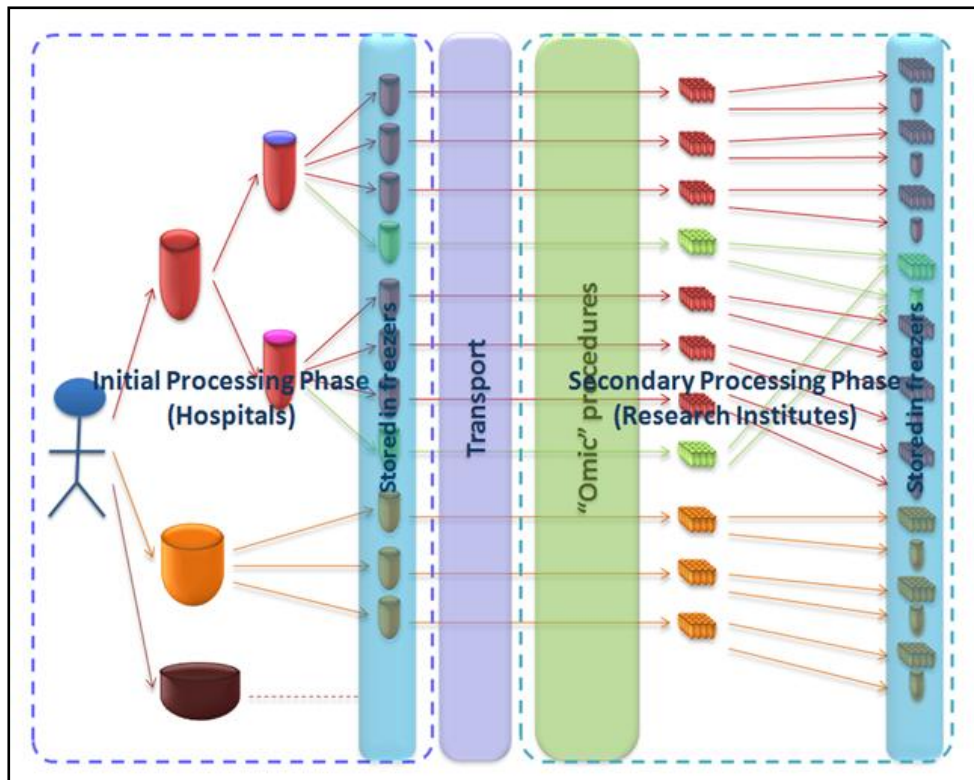 Initial Processing Phase
(Hospitals)
Stored in freezers
Transport
“Omic” procedures
Secondary Processing Phase
(Research Institutes)
Stored in freezers